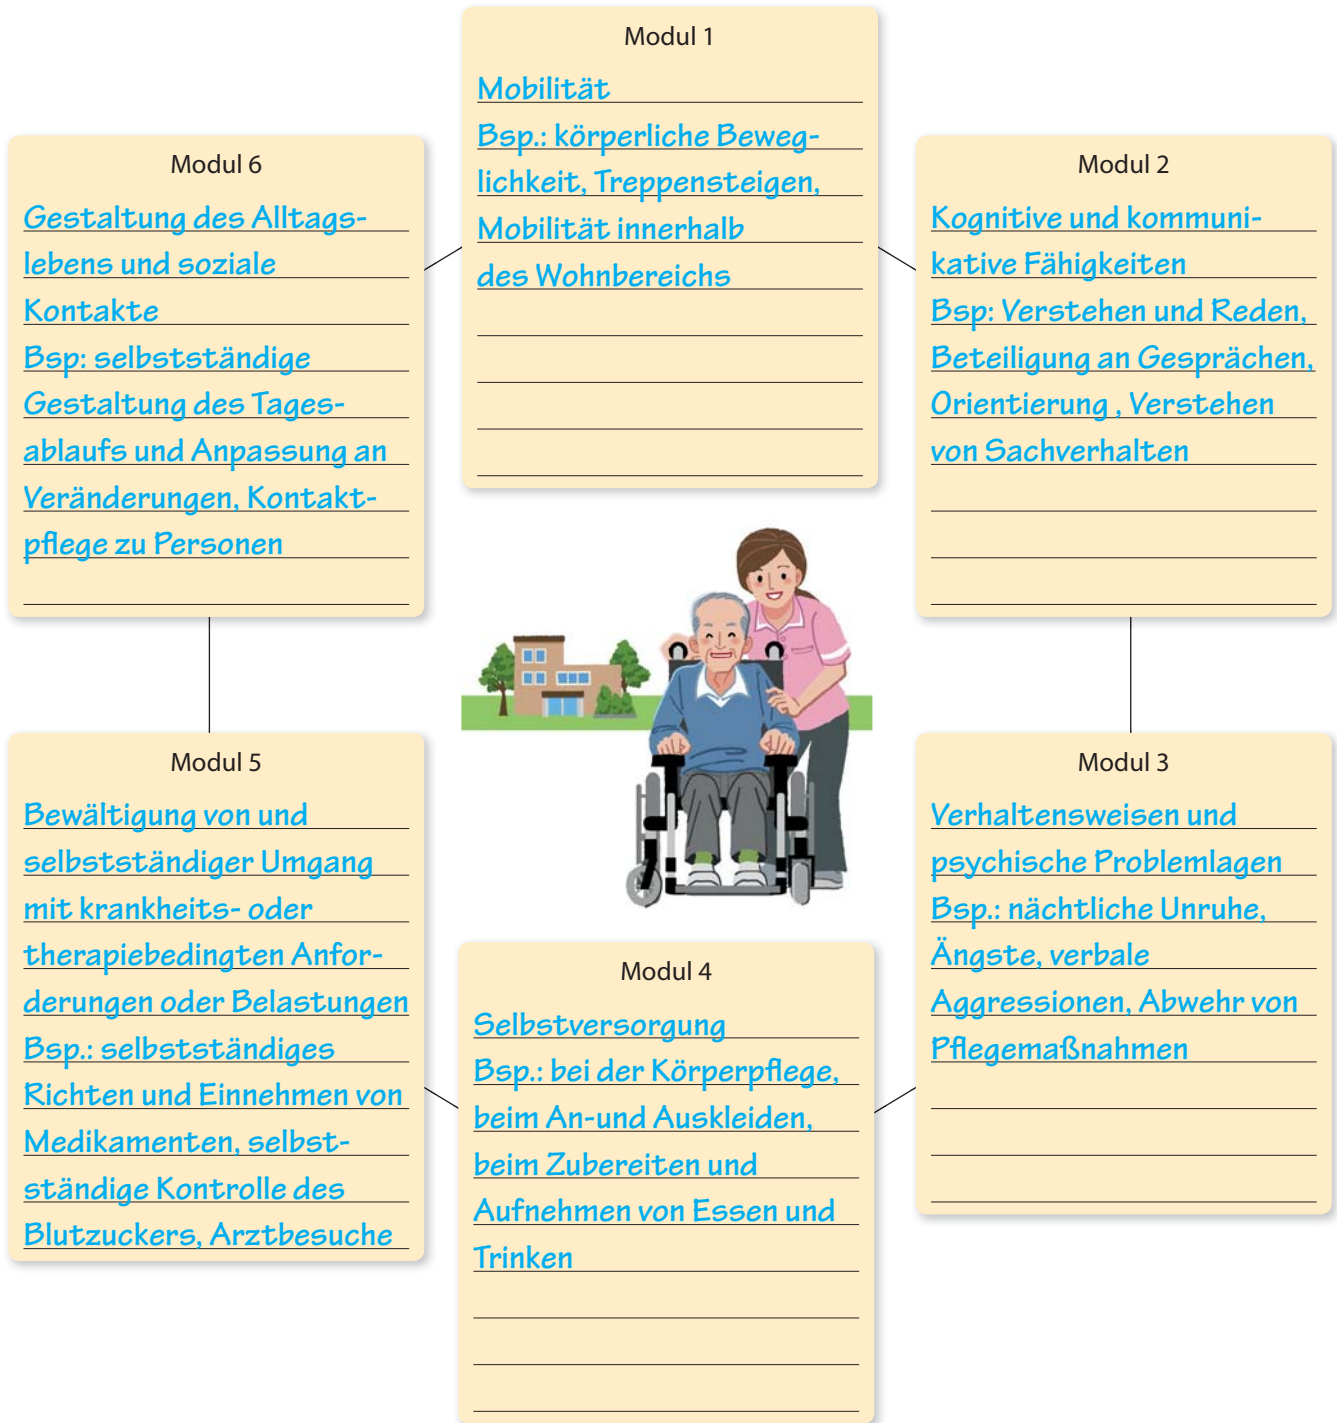 Modul 1
Mobilität
Bsp.: körperliche Beweg-
lichkeit, Treppensteigen,
Mobilität innerhalb
des Wohnbereichs
Modul 2
Kognitive und kommuni-
kative Fähigkeiten
Bsp: Verstehen und Reden,
Beteiligung an Gesprächen,
Orientierung , Verstehen
von Sachverhalten
Modul 3
Verhaltensweisen und
psychische Problemlagen
Bsp.: nächtliche Unruhe,
Ängste, verbale
Aggressionen, Abwehr von
Pflegemaßnahmen
Modul 4
Selbstversorgung
Bsp.: bei der Körperpflege,
beim An-und Auskleiden,
beim Zubereiten und
Aufnehmen von Essen und
Trinken
Modul 5
Bewältigung von und
selbstständiger Umgang
mit krankheits- oder
therapiebedingten Anfor-
derungen oder Belastungen
Bsp.: selbstständiges
Richten und Einnehmen von
Medikamenten, selbst-
ständige Kontrolle des
Blutzuckers, Arztbesuche
Modul 6
Gestaltung des Alltags-
lebens und soziale
Kontakte
Bsp: selbstständige
Gestaltung des Tages-
ablaufs und Anpassung an
Veränderungen, Kontakt-
pflege zu Personen